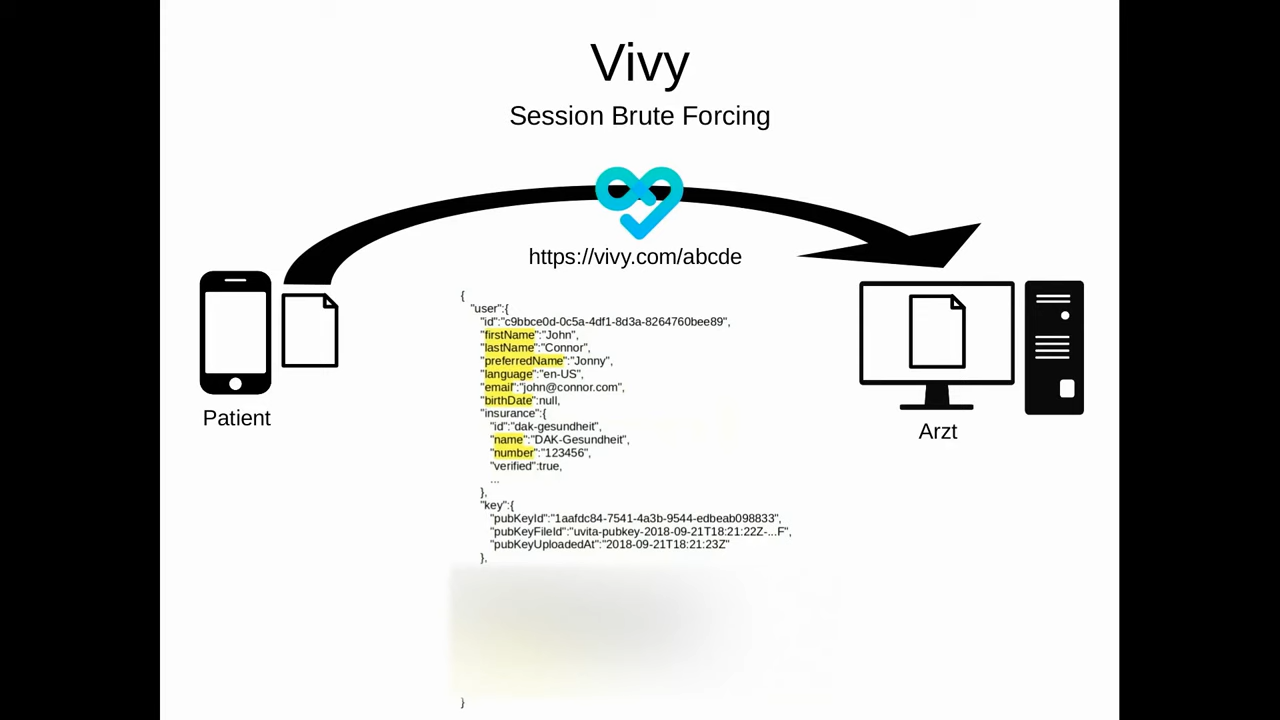 Vivy
Session Brute Forcing
https://vivy.com/abcde
{
"user":{
"id":"c9bbce0d-0c5a-4df1-8d3a-8264760bee89",
"firstName":"John",
"lastName":"Connor",
"preferredName":"Jonny",
"language":"en-US",
"email":"john@connor.com",
"birthDate":null,
"insurance":{
"id":"dak-gesundheit",
"name":"DAK-Gesundheit",
"number":"123456",
"verified":true,
...
},
"key":{
"pubKeyId":"1aafdc84-7541-4a3b-9544-edbeab098833",
"pubKeyFileId":"uvita-pubkey-2018-09-21T18:21:22Z-...F",
"pubKeyUploadedAt":"2018-09-21T18:21:23Z"
},
}
Patient
Arzt